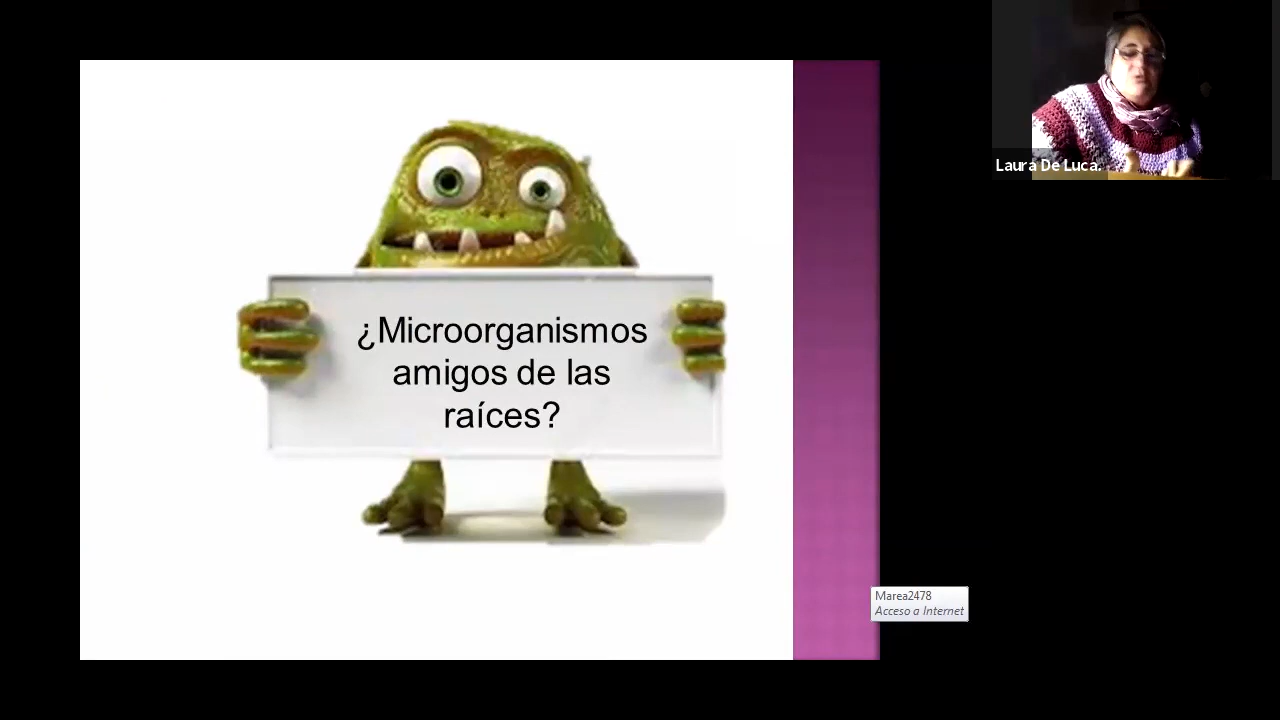 Laura De Luca.
¿Microorganismos
amigos de las
raíces?
Marea2478
Acceso a Internet